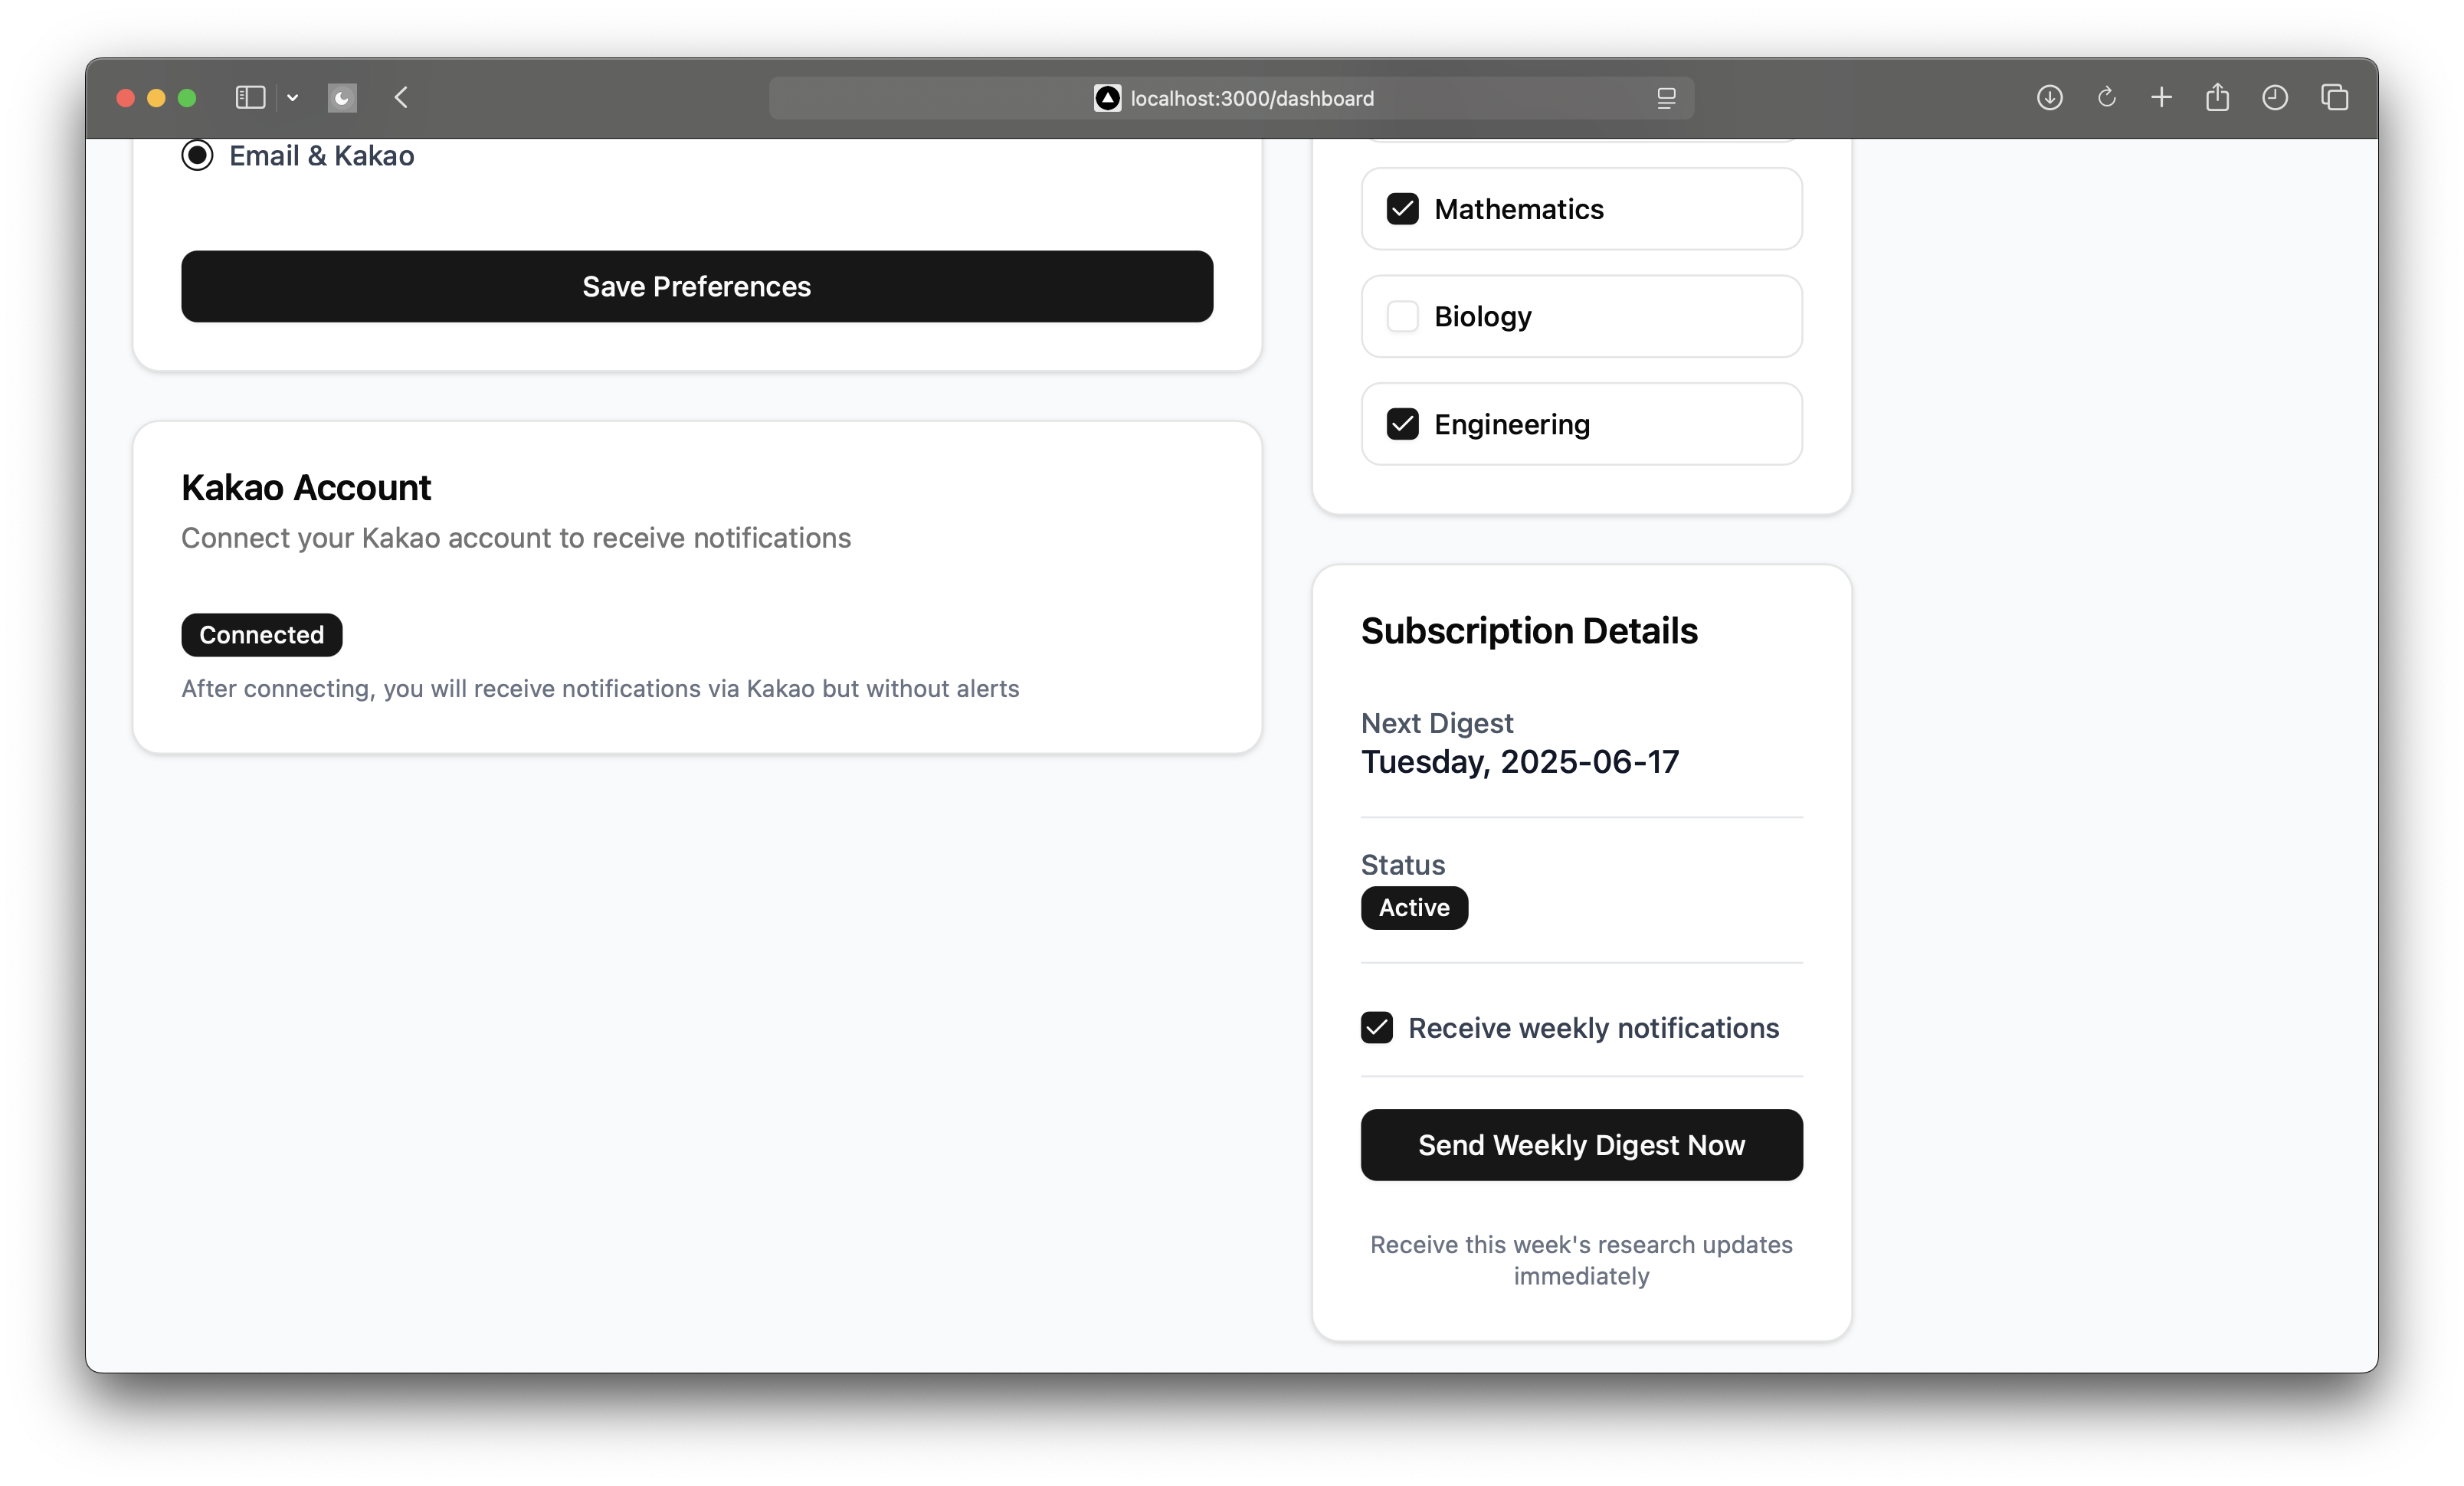 localhost:3000/dashboard
Email & Kakao
Save Preferences
Kakao Account
Connect your Kakao account to receive notifications
Connected
After connecting, you will receive notifications via Kakao but without alerts
Mathematics
Biology
Engineering
Subscription Details
Next Digest
Tuesday, 2025-06-17
Status
Active
Receive weekly notifications
Send Weekly Digest Now
Receive this week's research updates
immediately